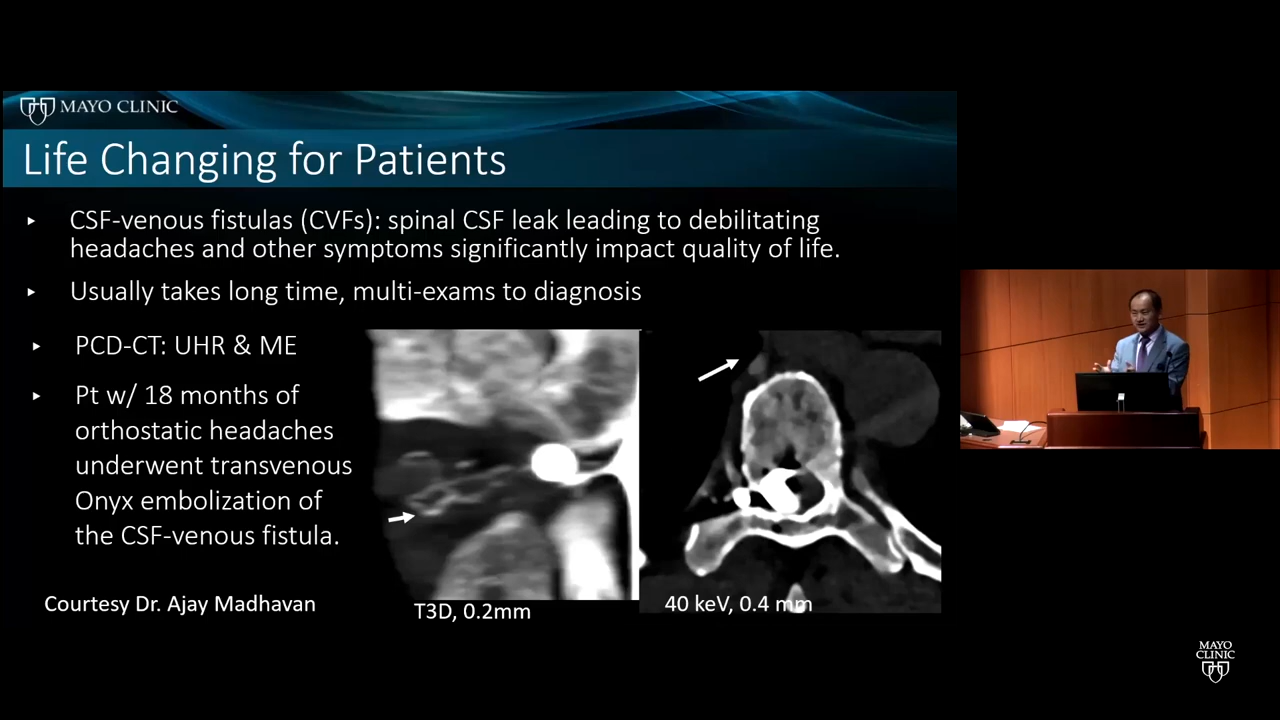 MAYO CLINIC
Life Changing for Patients
▸ CSF-venous fistulas (CVFs): spinal CSF leak leading to debilitating
headaches and other symptoms significantly impact quality of life.
▸ Usually takes long time, multi-exams to diagnosis
▸ PCD-CT: UHR & ME
▸ Pt w/ 18 months of
orthostatic headaches
underwent transvenous
Onyx embolization of
the CSF-venous fistula.
Courtesy Dr. Ajay Madhavan
T3D, 0.2mm
40 keV, 0.4 mm
MAYO
CLINIC